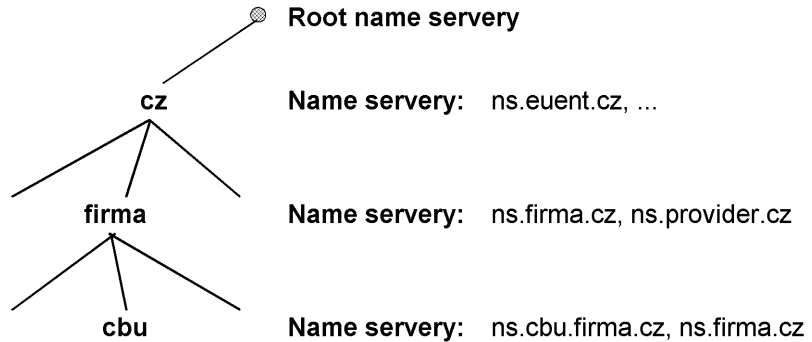 Root name servery
cz Name servery: ns.euent.cz, ...
firma Name servery: ns.firma.cz, ns.provider.cz
cbu Name servery: ns.cbu.firma.cz, ns.firma.cz